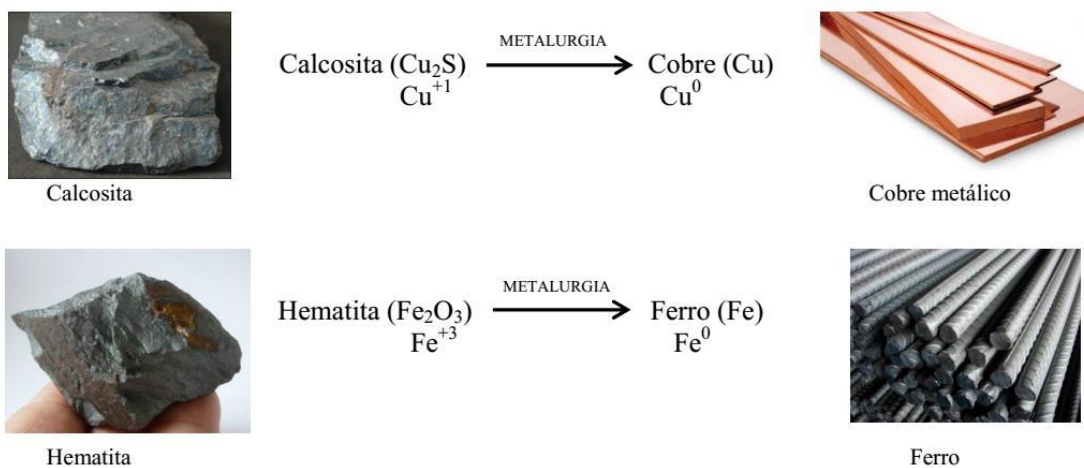 METALURGIA
Calcosita (Cu₂S) Cobre (Cu)
Cu⁺¹ Cu⁰
Calcosita Cobre metálico
METALURGIA
Hematita (Fe₂O₃) Ferro (Fe)
Fe⁺³ Fe⁰
Hematita Ferro